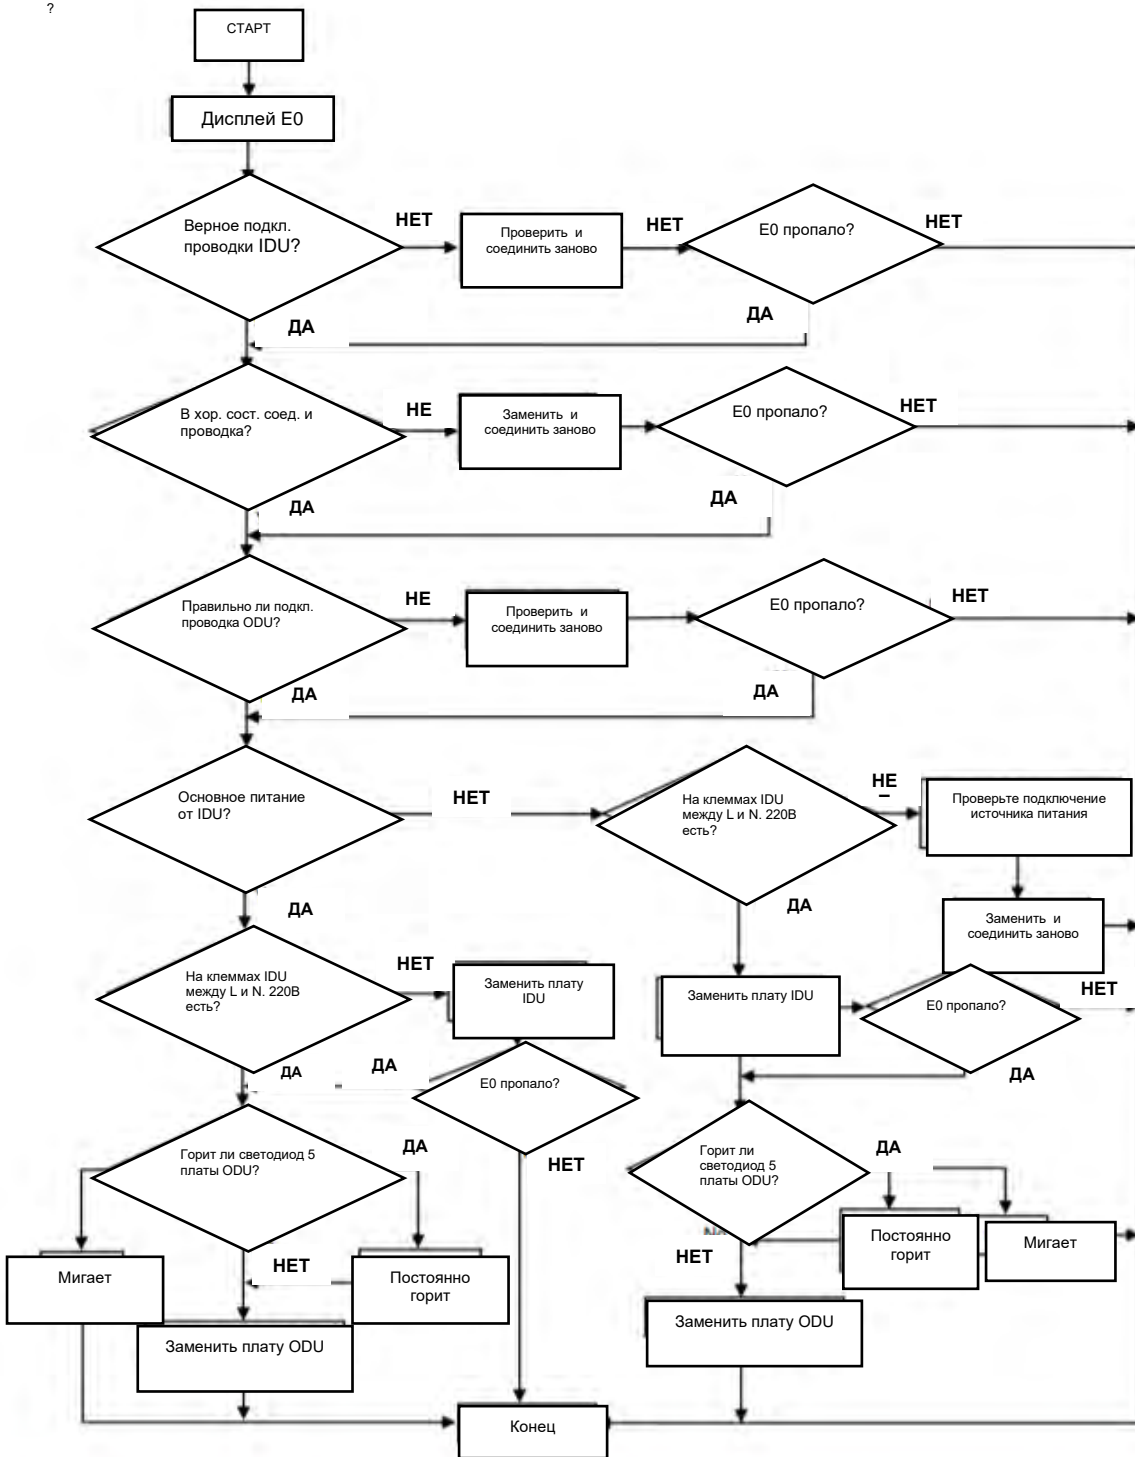 ?
СТАРТ
Дисплей E0
Верное подкл.
проводки IDU?
НЕТ
Проверить и
соединить заново
НЕТ
E0 пропало?
НЕТ
ДА
ДА
В хор. сост. соед. и
проводка?
НЕ
Заменить и
соединить заново
E0 пропало?
НЕТ
ДА
ДА
Правильно ли подкл.
проводка ODU?
НЕ
Проверить и
соединить заново
E0 пропало?
НЕТ
ДА
ДА
Основное питание
от IDU?
НЕТ
На клеммах IDU
между L и N. 220В
есть?
НЕ
Проверьте подключение
источника питания
ДА
ДА
Заменить и
соединить заново
На клеммах IDU
между L и N. 220В
есть?
НЕТ
Заменить плату
IDU
Заменить плату IDU
E0 пропало?
НЕТ
ДА
ДА
E0 пропало?
ДА
Горит ли светодиод 5
платы ODU?
ДА
НЕТ
Горит ли
светодиод 5
платы ODU?
ДА
Мигает
НЕТ
Постоянно
горит
НЕТ
Постоянно
горит
Мигает
Заменить плату ODU
Заменить плату ODU
Конец